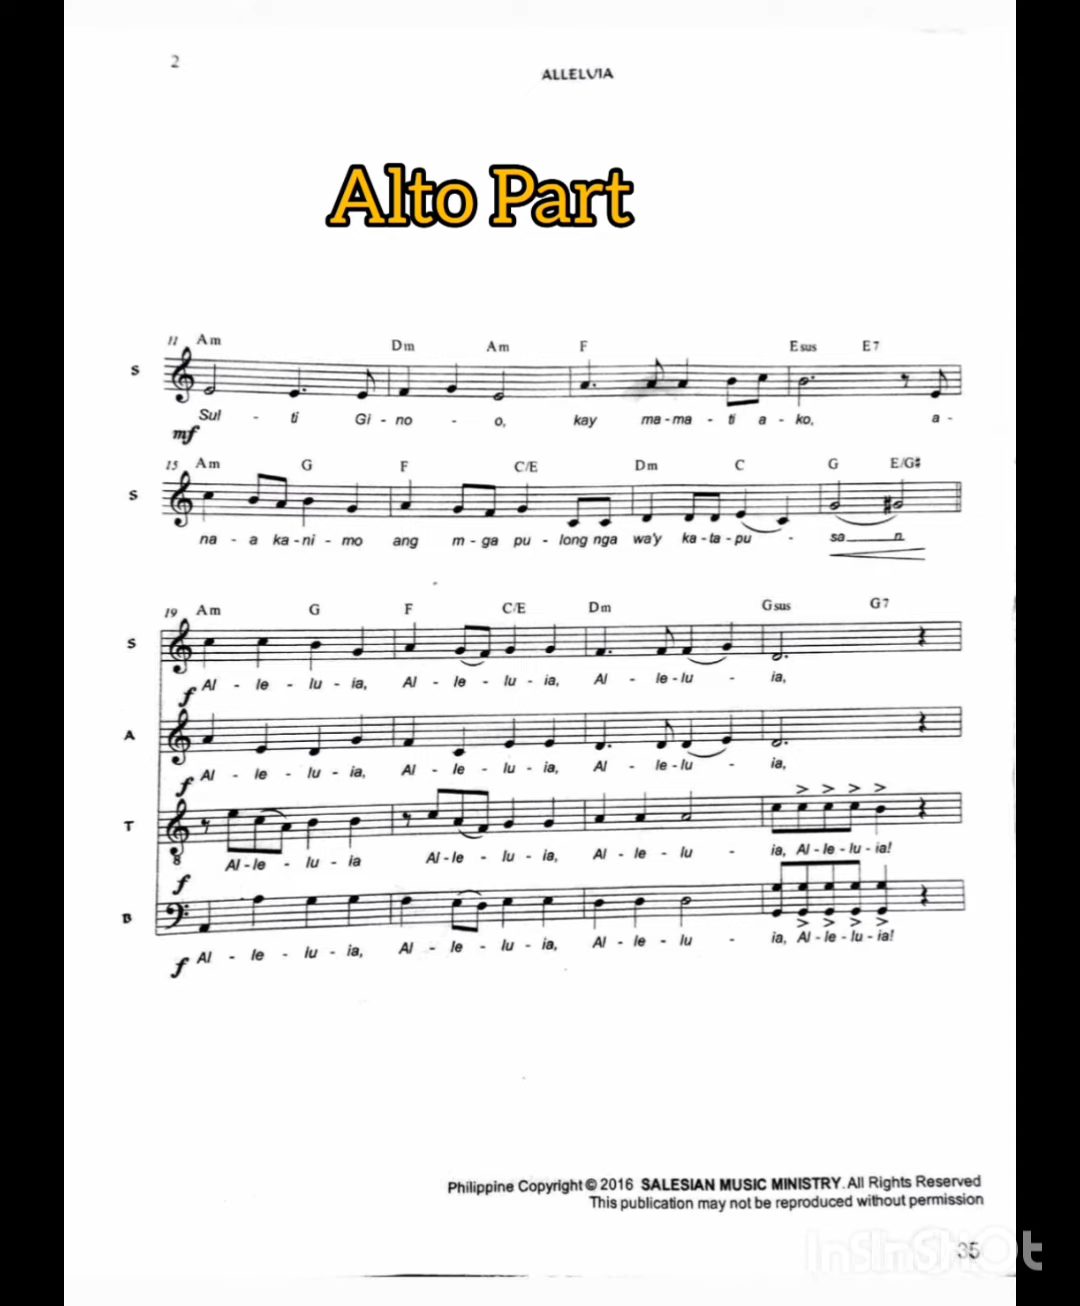 2
ALLELUIA
Alto Part
11 Am Dm Am F Esus E7
S
Sul - ti Gi - no - o, kay ma - ma - ti a - ko, a -
mf
15 Am G F C/E Dm C G E/G#
S
na - a ka - ni - mo ang m - ga pu - long nga wa'y ka - ta - pu - sa n
19 Am G F C/E Dm Gsus G7
S
f Al - le - lu - ia, Al - le - lu - ia, Al - le - lu - ia,
A
f Al - le - lu - ia, Al - le - lu - ia, Al - le - lu - ia,
T
8
Al - le - lu - ia Al - le - lu - ia, Al - le - lu - ia, Al - le - lu - ia!
f
B
f Al - le - lu - ia, Al - le - lu - ia, Al - le - lu - ia, Al - le - lu - ia!
Philippine Copyright © 2016 SALESIAN MUSIC MINISTRY. All Rights Reserved
This publication may not be reproduced without permission
InShOt
35